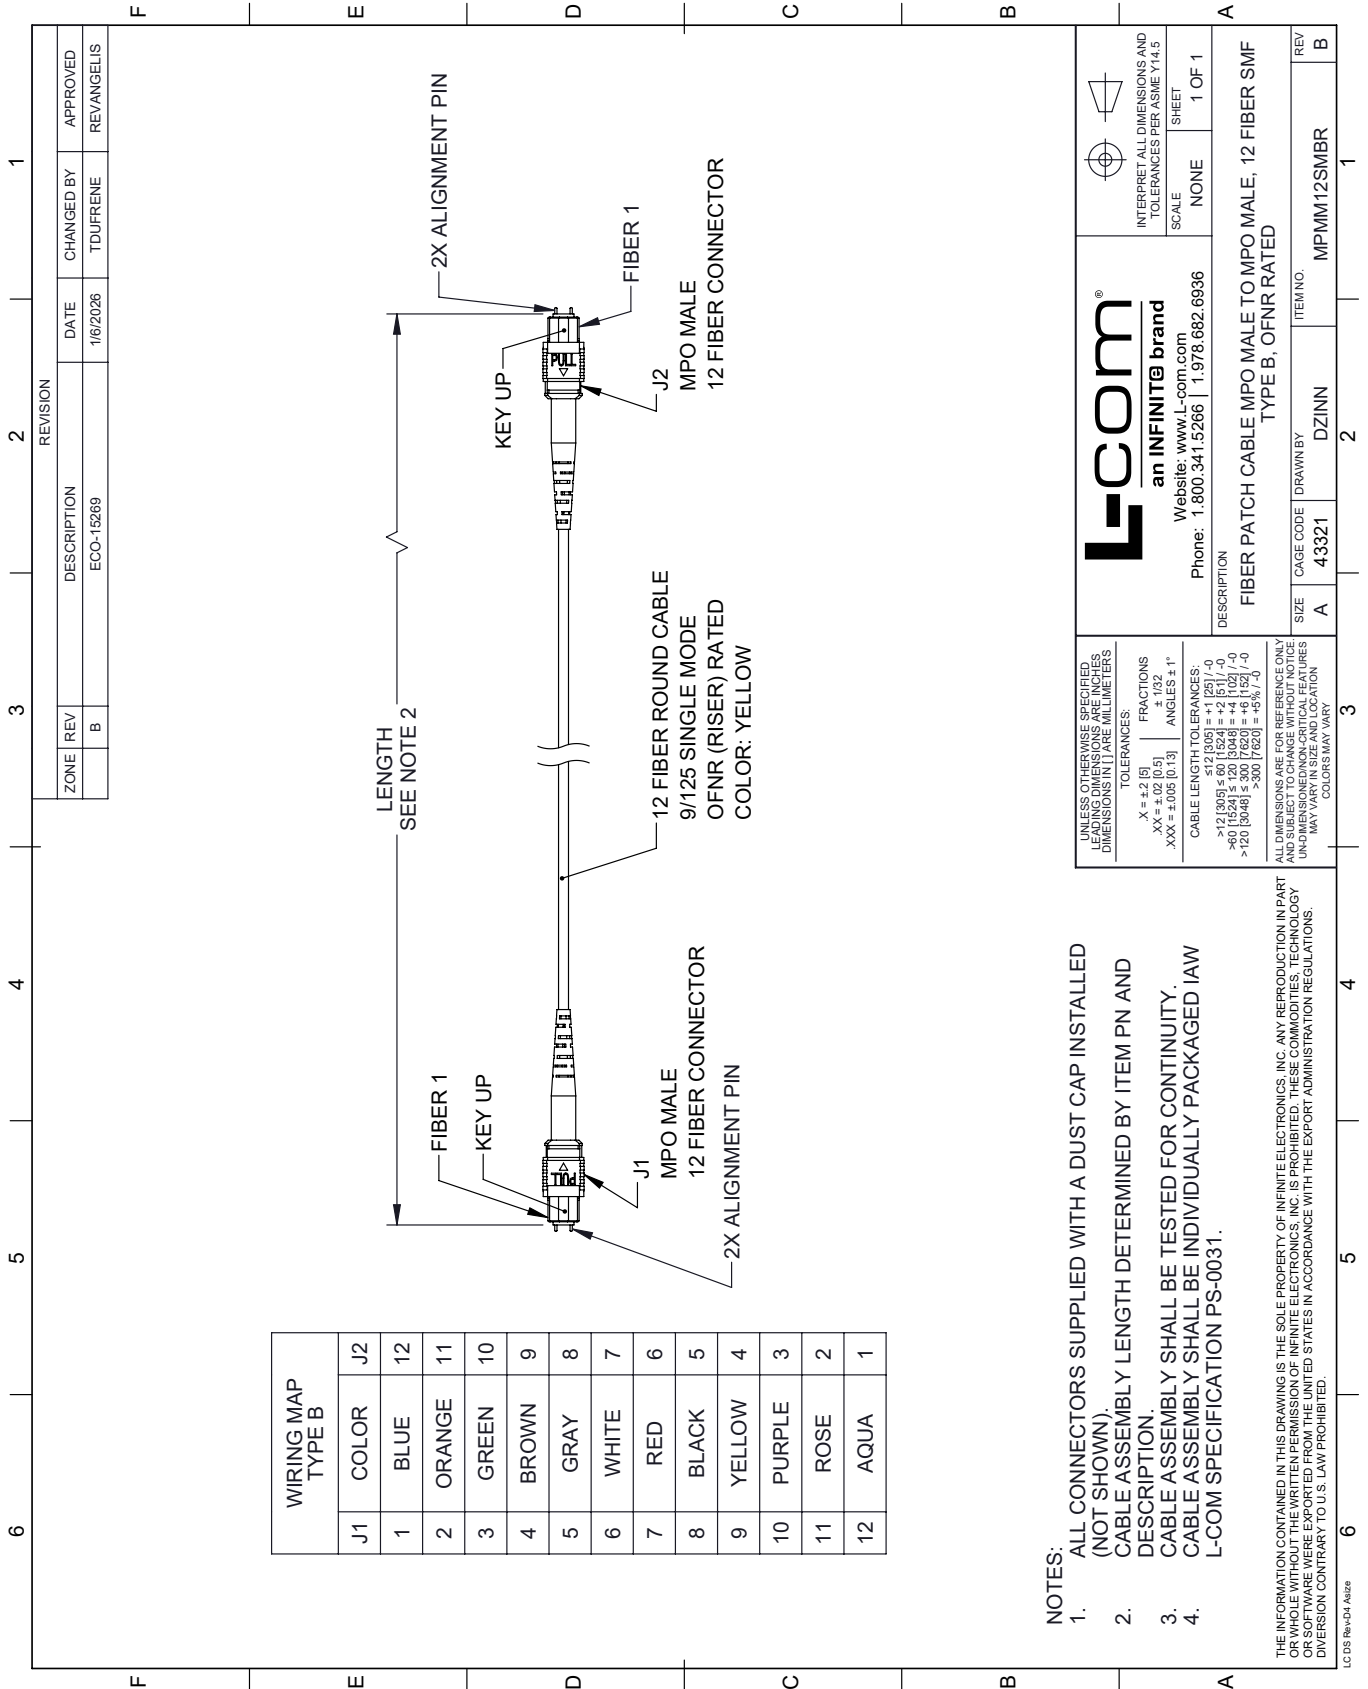 6 5 4 3 2 1
F
E
D
C
B
A
REVISION
ZONE REV DESCRIPTION DATE CHANGED BY APPROVED
B ECO-15269 1/6/2026 TDUFRENE REVANGELIS
WIRING MAP
TYPE B
J1 COLOR J2
1 BLUE 12
2 ORANGE 11
3 GREEN 10
4 BROWN 9
5 GRAY 8
6 WHITE 7
7 RED 6
8 BLACK 5
9 YELLOW 4
10 PURPLE 3
11 ROSE 2
12 AQUA 1
LENGTH
SEE NOTE 2
FIBER 1
KEY UP
PULL
J1
MPO MALE
12 FIBER CONNECTOR
2X ALIGNMENT PIN
12 FIBER ROUND CABLE
9/125 SINGLE MODE
OFNR (RISER) RATED
COLOR: YELLOW
2X ALIGNMENT PIN
KEY UP
PULL
FIBER 1
J2
MPO MALE
12 FIBER CONNECTOR
NOTES:
1. ALL CONNECTORS SUPPLIED WITH A DUST CAP INSTALLED
(NOT SHOWN).
2. CABLE ASSEMBLY LENGTH DETERMINED BY ITEM PN AND
DESCRIPTION.
3. CABLE ASSEMBLY SHALL BE TESTED FOR CONTINUITY.
4. CABLE ASSEMBLY SHALL BE INDIVIDUALLY PACKAGED IAW
L-COM SPECIFICATION PS-0031.
THE INFORMATION CONTAINED IN THIS DRAWING IS THE SOLE PROPERTY OF INFINITE ELECTRONICS, INC. ANY REPRODUCTION IN PART
OR WHOLE WITHOUT THE WRITTEN PERMISSION OF INFINITE ELECTRONICS, INC. IS PROHIBITED. THESE COMMODITIES, TECHNOLOGY
OR SOFTWARE WERE EXPORTED FROM THE UNITED STATES IN ACCORDANCE WITH THE EXPORT ADMINISTRATION REGULATIONS.
DIVERSION CONTRARY TO U.S. LAW PROHIBITED.
UNLESS OTHERWISE SPECIFIED
LEADING DIMENSIONS ARE INCHES
DIMENSIONS IN [ ] ARE MILLIMETERS
TOLERANCES:
.X = ±.2 [5] FRACTIONS
.XX = ±.02 [0.5] ± 1/32
.XXX = ±.005 [0.13] ANGLES ± 1°
CABLE LENGTH TOLERANCES:
≤12 [305] = +1 [25] / -0
>12 [305] ≤ 60 [1524] = +2 [51] / -0
>60 [1524] ≤ 120 [3048] = +4 [102] / -0
>120 [3048] ≤ 300 [7620] = +6 [152] / -0
>300 [7620] = +5% / -0
ALL DIMENSIONS ARE FOR REFERENCE ONLY
AND SUBJECT TO CHANGE WITHOUT NOTICE.
UN-DIMENSIONED/NON-CRITICAL FEATURES
MAY VARY IN SIZE AND LOCATION
COLORS MAY VARY
L-com®
an INFINIT@ brand
Website: www.L-com.com
Phone: 1.800.341.5266 | 1.978.682.6936
INTERPRET ALL DIMENSIONS AND
TOLERANCES PER ASME Y14.5
SCALE SHEET
NONE 1 OF 1
DESCRIPTION
FIBER PATCH CABLE MPO MALE TO MPO MALE, 12 FIBER SMF
TYPE B, OFNR RATED
SIZE CAGE CODE DRAWN BY ITEM NO. REV
A 43321 DZINN MPMM12SMBR B
F
E
D
C
B
A
6 5 4 3 2 1
LC DS Rev-D4 Asize